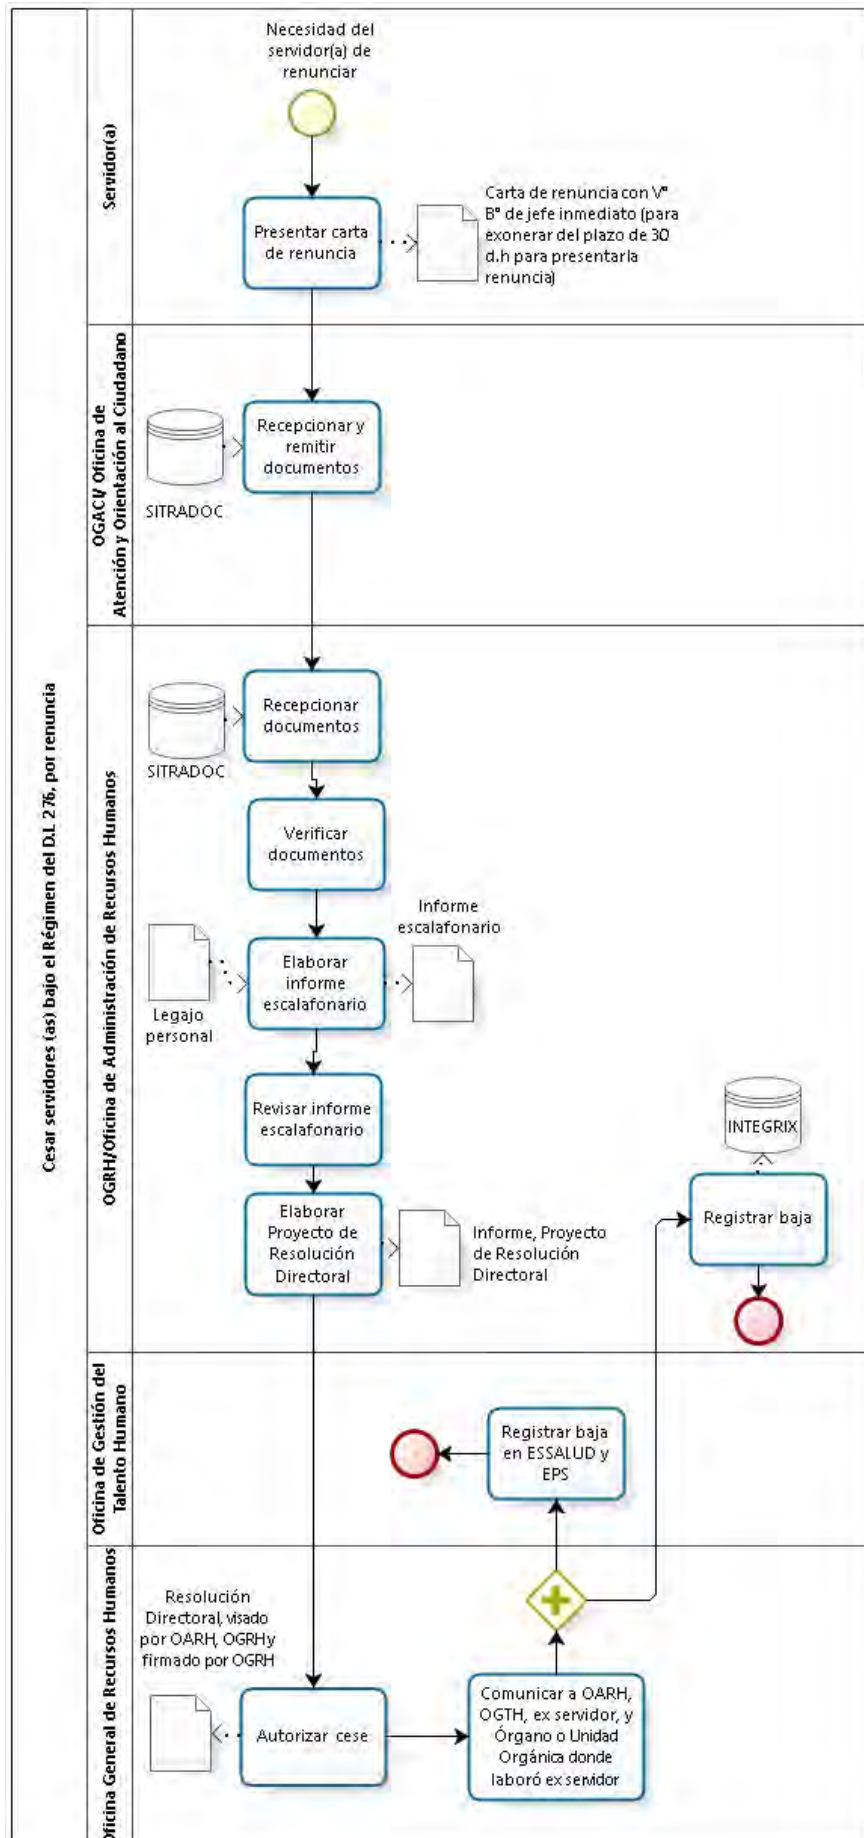 Cesar servidores (as) bajo el Régimen del D.L 276, por renuncia
Servidor(a)
Necesidad del
servidor(a) de
renunciar
Presentar carta
de renuncia
Carta de renuncia con V°
B° de jefe inmediato (para
exonerar del plazo de 30
d.h para presentar la
renuncia)
OGACI/ Oficina de
Atención y Orientación al Ciudadano
Recepcionar y
remitir
documentos
SITRADOC
OGRH/Oficina de Administración de Recursos Humanos
Recepcionar
documentos
SITRADOC
Verificar
documentos
Informe
escalafonario
Elaborar
informe
escalafonario
Legajo
personal
Revisar informe
escalafonario
INTEGRIX
Elaborar
Proyecto de
Resolución
Directoral
Informe, Proyecto
de Resolución
Directoral
Registrar baja
Oficina de Gestión del
Talento Humano
Registrar baja
en ESSALUD y
EPS
Oficina General de Recursos Humanos
Resolución
Directoral, visado
por OARH, OGRH y
firmado por OGRH
Autorizar cese
Comunicar a OARH,
OGTH, ex servidor, y
Órgano o Unidad
Orgánica donde
laboró ex servidor